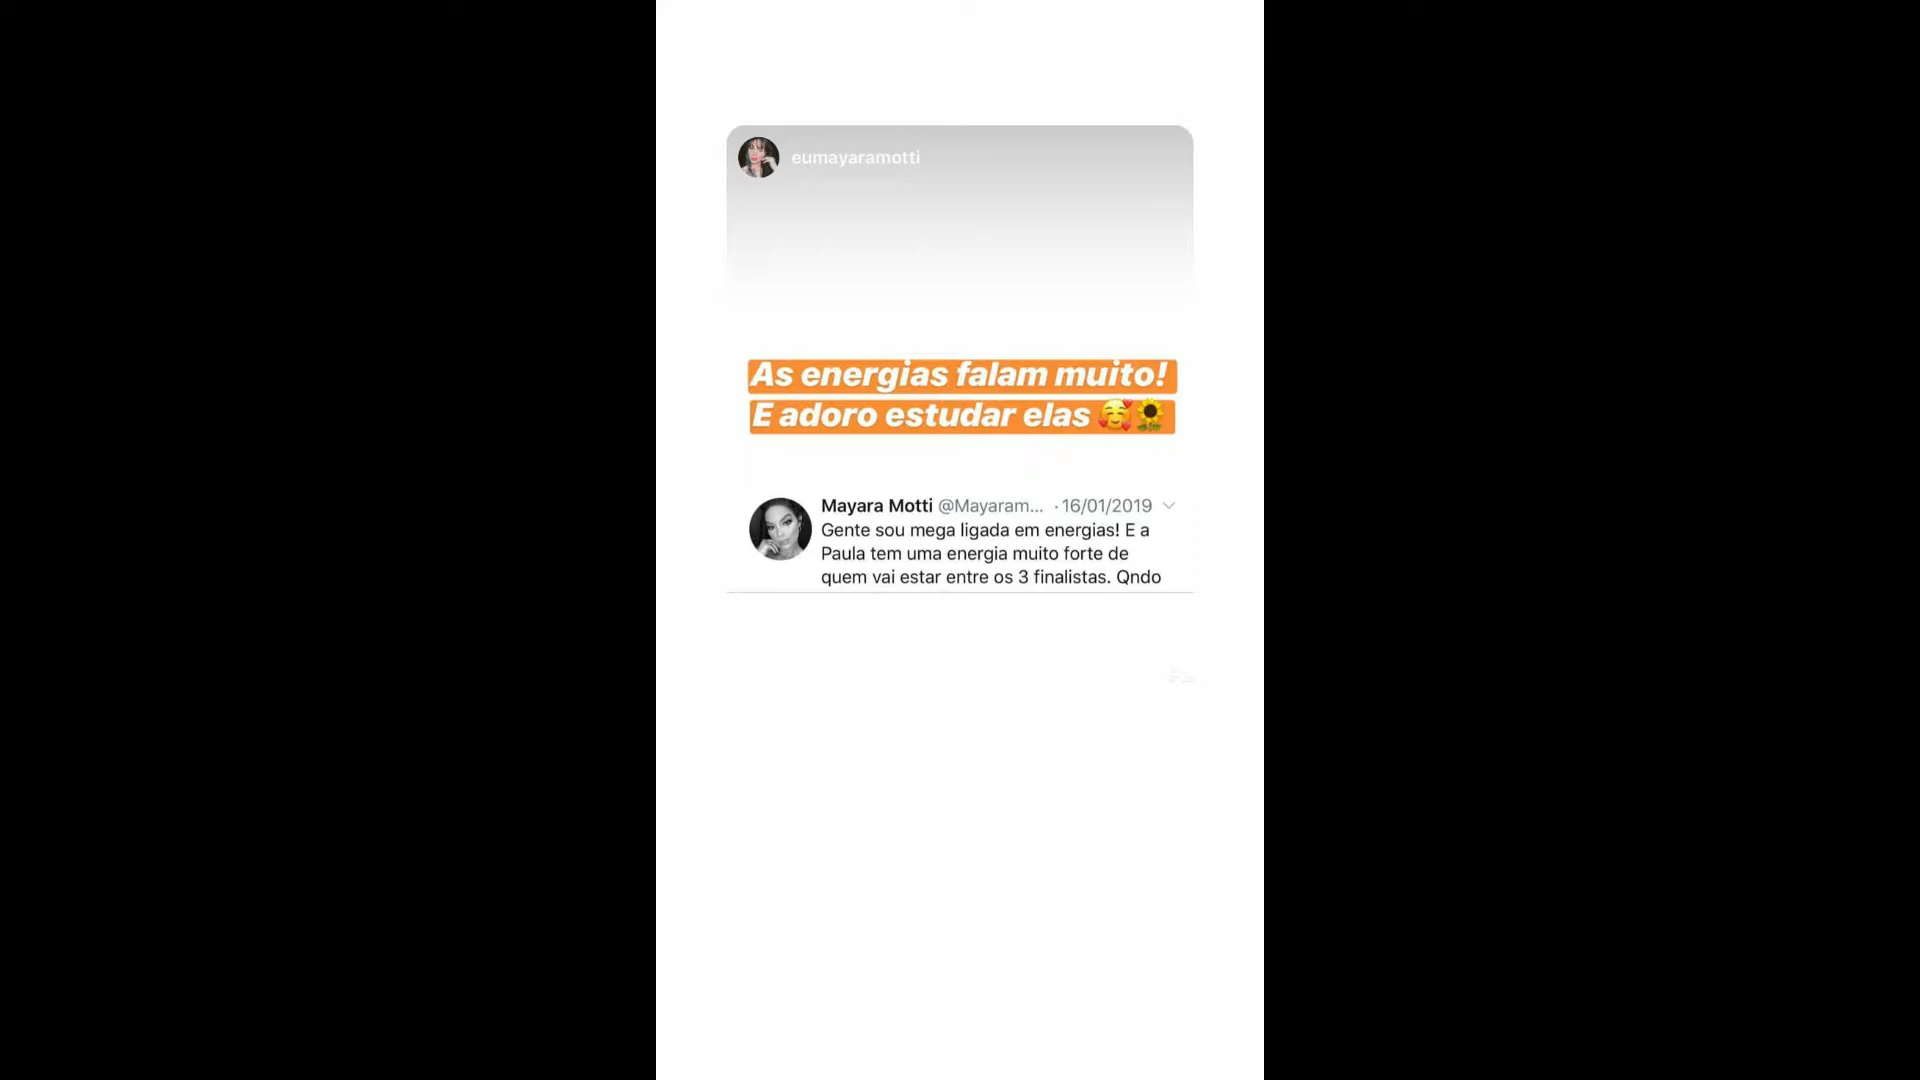 eumayaramotti
As energias falam muito!
E adoro estudar elas 🥰🌻
Mayara Motti @Mayaram... · 16/01/2019
Gente sou mega ligada em energias! E a
Paula tem uma energia muito forte de
quem vai estar entre os 3 finalistas. Qndo